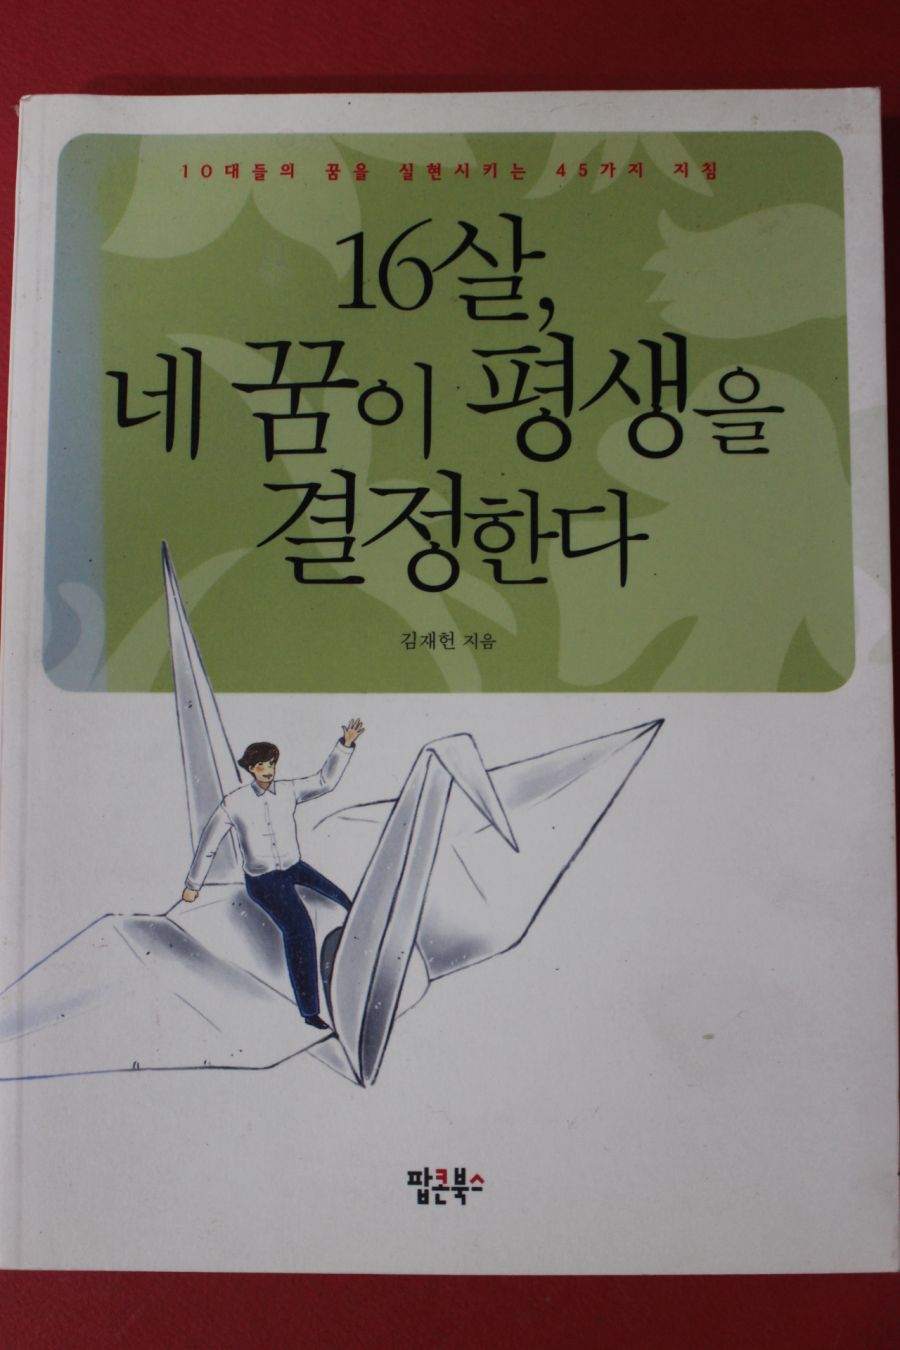 10대들의 꿈을 실현시키는 45가지 지침
16살,
네 꿈이 평생을
결정한다
김재헌 지음
팝콘북스